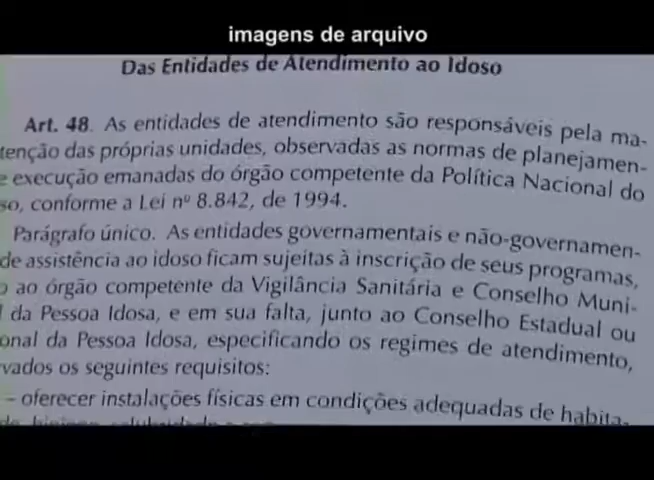 imagens de arquivo
Das Entidades de Atendimento ao Idoso
Art. 48. As entidades de atendimento são responsáveis pela ma-
tenção das próprias unidades, observadas as normas de planejamen-
e execução emanadas do órgão competente da Política Nacional do
so, conforme a Lei nº 8.842, de 1994.
Parágrafo único. As entidades governamentais e não-governamen-
de assistência ao idoso ficam sujeitas à inscrição de seus programas,
o ao órgão competente da Vigilância Sanitária e Conselho Muni-
l da Pessoa Idosa, e em sua falta, junto ao Conselho Estadual ou
onal da Pessoa Idosa, especificando os regimes de atendimento,
vados os seguintes requisitos:
– oferecer instalações físicas em condições adequadas de habita-